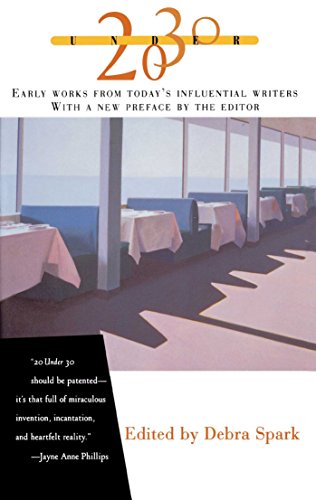 20 UNDER 30
EARLY WORKS FROM TODAY'S INFLUENTIAL WRITERS
WITH A NEW PREFACE BY THE EDITOR
"20 Under 30
should be patented—
it's that full of miraculous
invention, incantation,
and heartfelt reality."
—Jayne Anne Phillips
Edited by Debra Spark